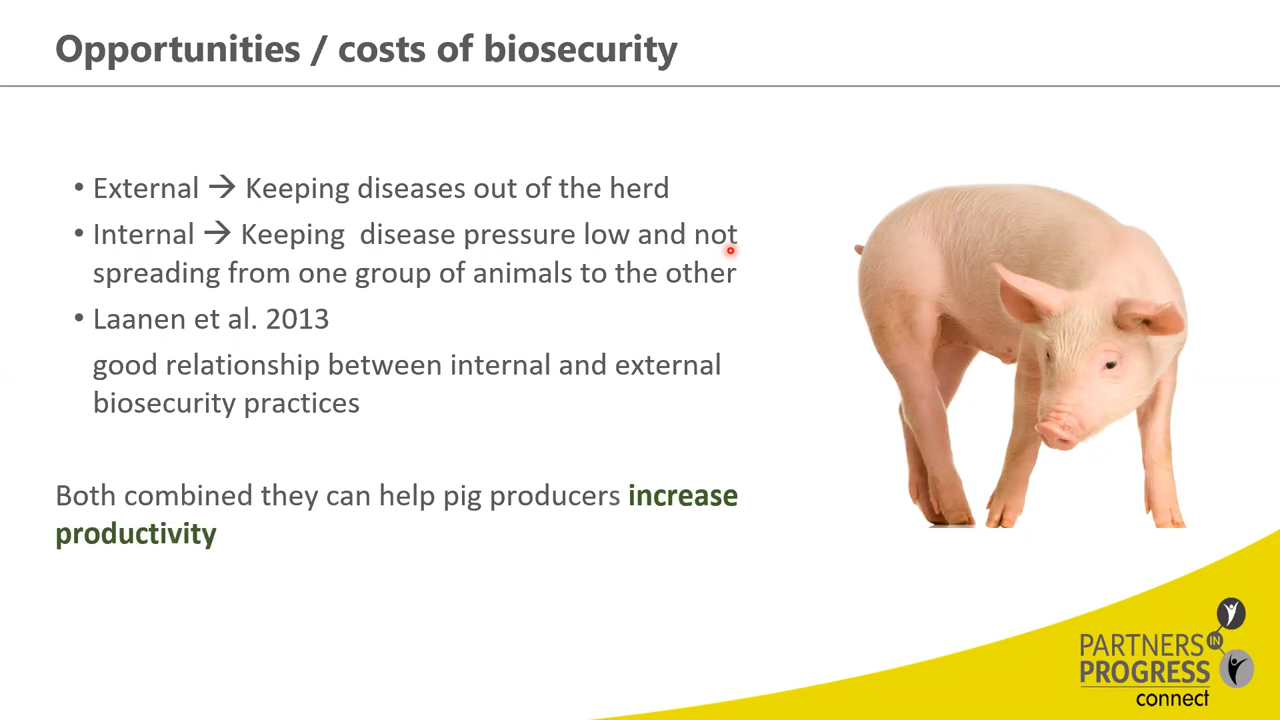 Opportunities / costs of biosecurity
• External → Keeping diseases out of the herd
• Internal → Keeping disease pressure low and not
spreading from one group of animals to the other
• Laanen et al. 2013
good relationship between internal and external
biosecurity practices
Both combined they can help pig producers increase
productivity
PARTNERS IN
PROGRESS
connect